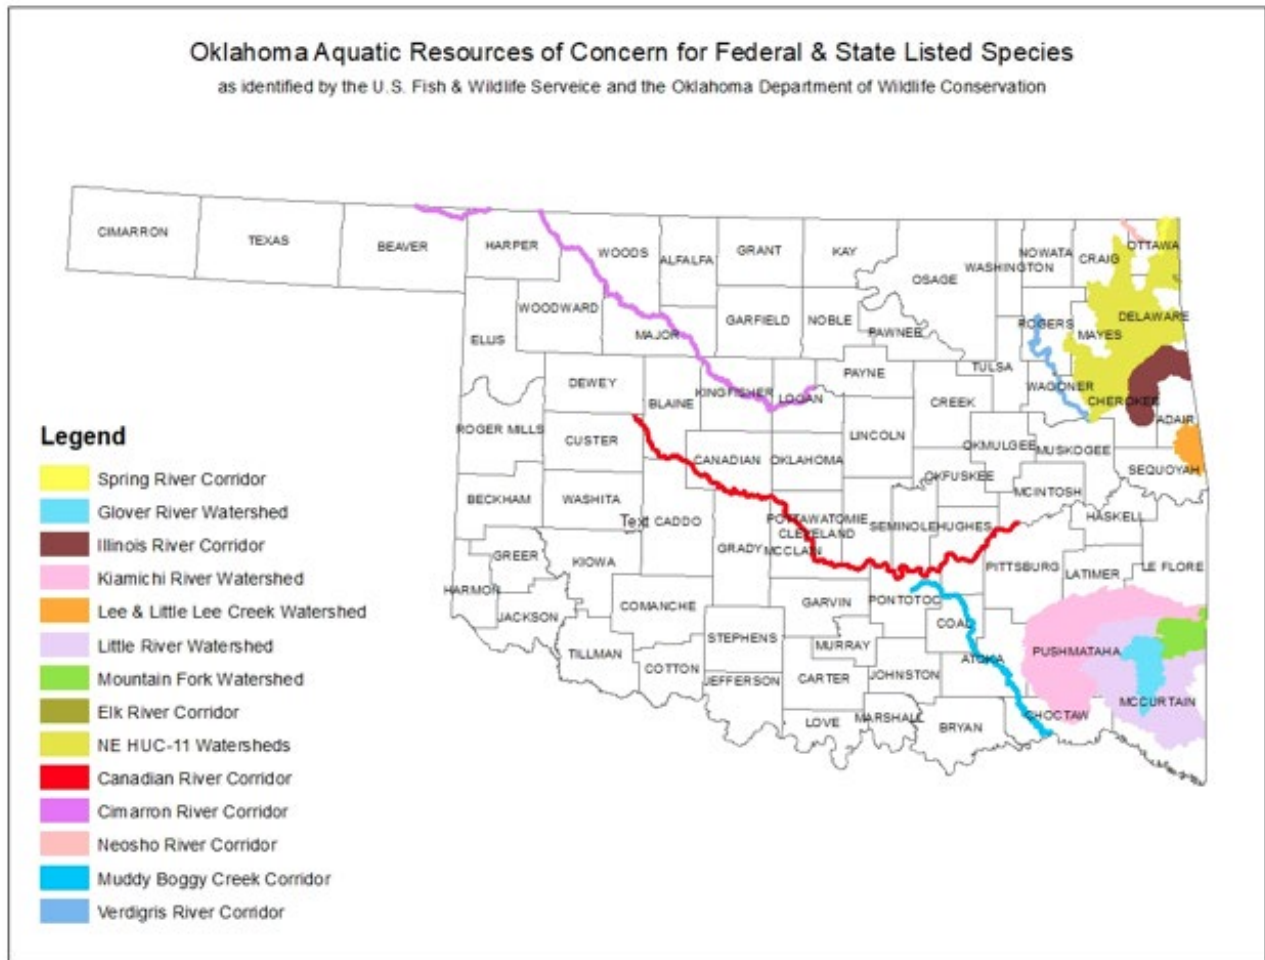 Oklahoma Aquatic Resources of Concern for Federal & State Listed Species
as identified by the U.S. Fish & Wildlife Serveice and the Oklahoma Department of Wildlife Conservation
CIMARRON
TEXAS
BEAVER
HARPER
WOODS
ALFALFA
GRANT
KAY
OSAGE
WASHINGTON
NOWATA
CRAIG
OTTAWA
ELLIS
WOODWARD
MAJOR
GARFIELD
NOBLE
PAWNEE
ROGERS
MAYES
DELAWARE
DEWEY
BLAINE
KINGFISHER
LOGAN
PAYNE
CREEK
TULSA
WAGONER
CHEROKEE
ADAIR
ROGER MILLS
CUSTER
CANADIAN
OKLAHOMA
LINCOLN
OKMULGEE
MUSKOGEE
SEQUOYAH
BECKHAM
WASHITA
Text
CADDO
GRADY
POTTAWATOMIE
CLEVELAND
MCCLAIN
SEMINOLE
HUGHES
OKFUSKEE
MCINTOSH
HASKELL
GREER
KIOWA
HARMON
JACKSON
COMANCHE
GARVIN
PONTOTOC
PITTSBURG
LATIMER
LE FLORE
TILLMAN
COTTON
STEPHENS
JEFFERSON
MURRAY
CARTER
JOHNSTON
COAL
ATOKA
PUSHMATAHA
LOVE
MARSHALL
BRYAN
CHOCTAW
MCCURTAIN
Legend
Spring River Corridor
Glover River Watershed
Illinois River Corridor
Kiamichi River Watershed
Lee & Little Lee Creek Watershed
Little River Watershed
Mountain Fork Watershed
Elk River Corridor
NE HUC-11 Watersheds
Canadian River Corridor
Cimarron River Corridor
Neosho River Corridor
Muddy Boggy Creek Corridor
Verdigris River Corridor